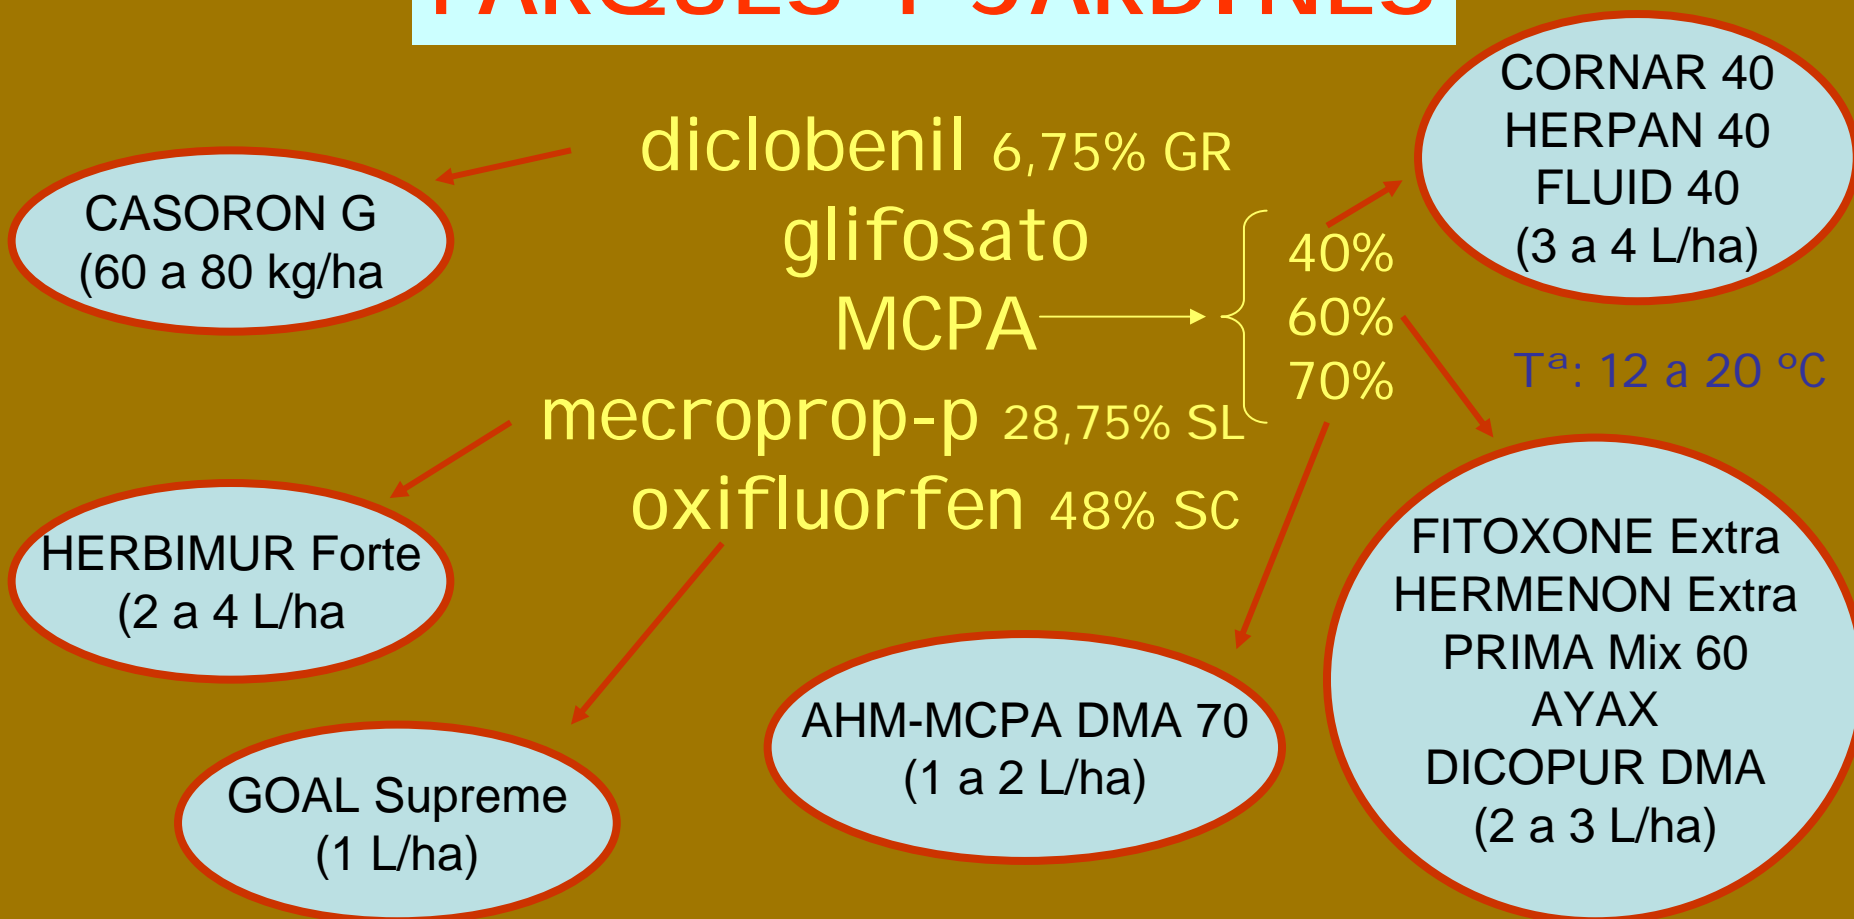 PARQUES Y JARDINES
diclobenil 6,75% GR
glifosato
MCPA
mecroprop-p 28,75% SL
oxifluorfen 48% SC
40%
60%
70%
CORNAR 40
HERPAN 40
FLUID 40
(3 a 4 L/ha)
Tª: 12 a 20 ºC
CASORON G
(60 a 80 kg/ha
HERBIMUR Forte
(2 a 4 L/ha
GOAL Supreme
(1 L/ha)
AHM-MCPA DMA 70
(1 a 2 L/ha)
FITOXONE Extra
HERMENON Extra
PRIMA Mix 60
AYAX
DICOPUR DMA
(2 a 3 L/ha)